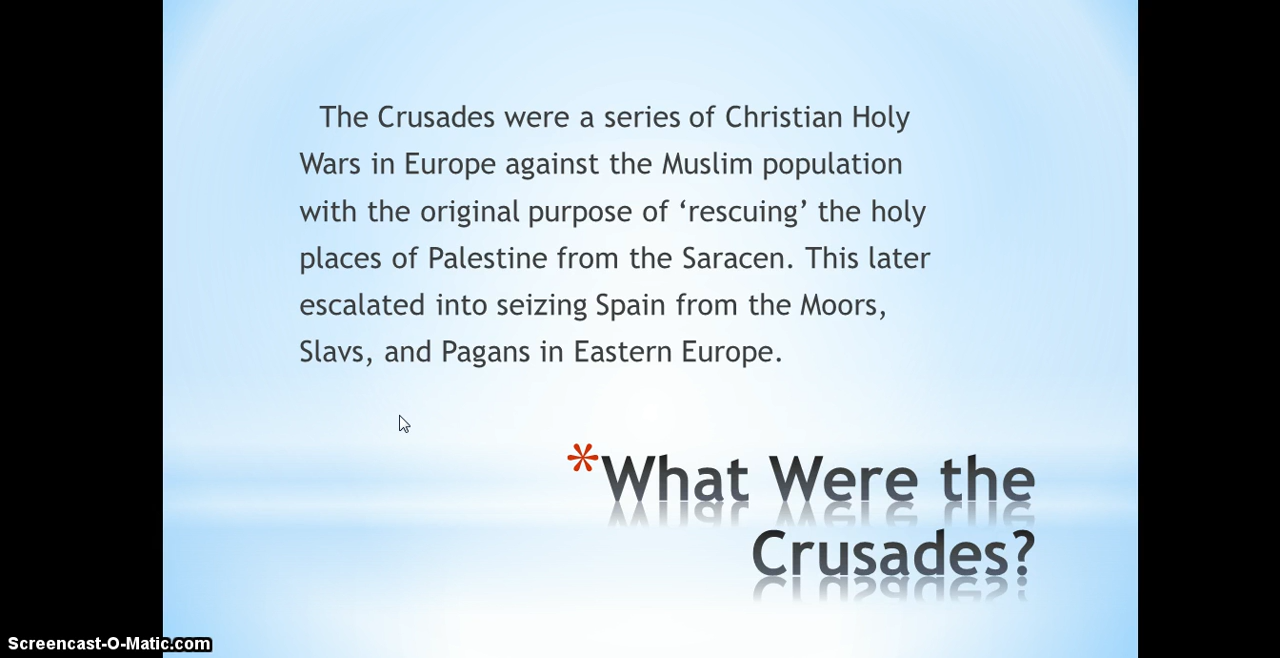 The Crusades were a series of Christian Holy
Wars in Europe against the Muslim population
with the original purpose of ‘rescuing’ the holy
places of Palestine from the Saracen. This later
escalated into seizing Spain from the Moors,
Slavs, and Pagans in Eastern Europe.
*What Were the
Crusades?
Screencast-O-Matic.com